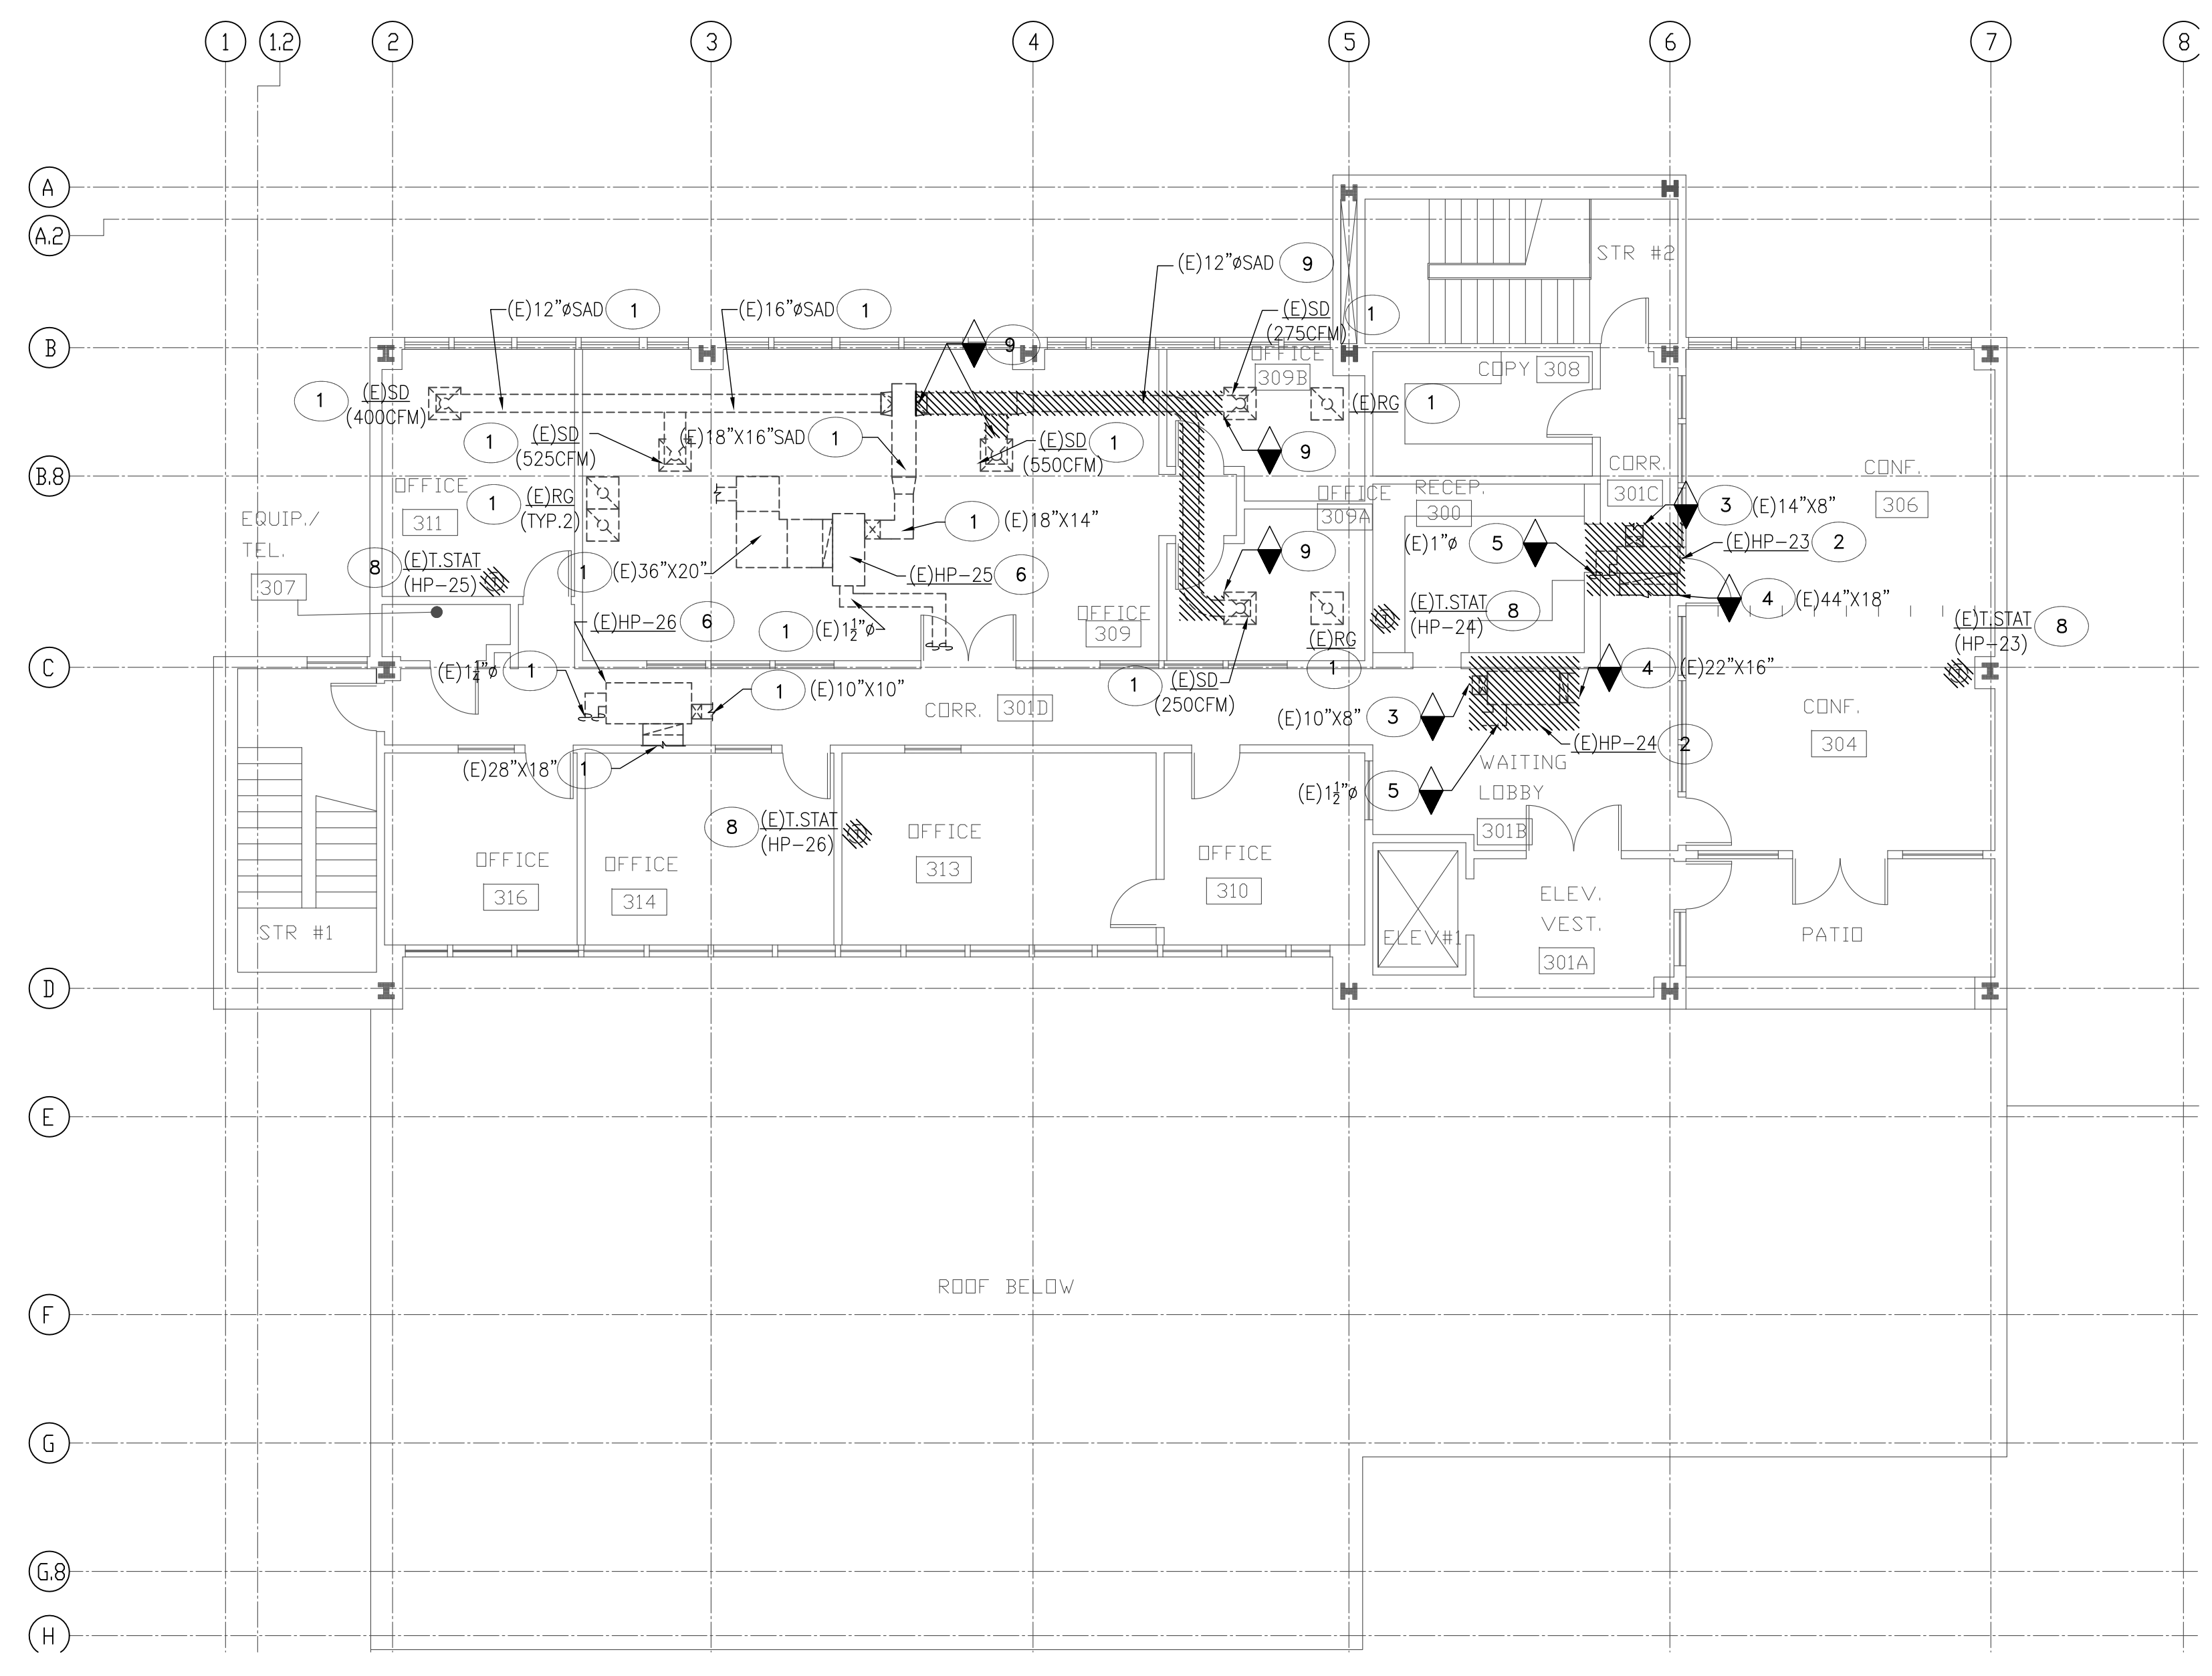 1
1.2
2
3
4
5
6
7
8
A
A.2
B
B.8
C
D
E
F
G
G.8
H
STR #2
(E)12"øSAD 9
(E)12"øSAD 1
(E)16"øSAD 1
9
(E)SD 1
(275CFM)
OFFICE
309B
COPY 308
1 (E)SD
(400CFM)
(E)RG 1
1 (E)SD
(525CFM)
(E)18"X16"SAD 1
(E)SD 1
(550CFM)
9
OFFICE
311
1 (E)RG
(TYP.2)
CORR.
301C
CONF.
306
OFFICE
309A
RECEP.
300
3 (E)14"X8"
EQUIP./
TEL.
307
1 (E)18"X14"
(E)1"ø 5
(E)HP-23 2
9
8 (E)T.STAT
(HP-25)
1 (E)36"X20"
(E)HP-25 6
4 (E)44"X18"
(E)HP-26 6
1 (E)1½"ø
OFFICE
309
(E)T.STAT 8
(HP-24)
(E)T.STAT 8
(HP-23)
(E)RG
1
(E)1¼"ø 1
1 (E)10"X10"
1 (E)SD
(250CFM)
4 (E)22"X16"
CORR. 301D
(E)10"X8" 3
CONF.
304
(E)HP-24 2
(E)28"X18" 1
WAITING
LOBBY
301B
(E)1½"ø 5
8 (E)T.STAT
(HP-26)
OFFICE
316
OFFICE
314
OFFICE
313
OFFICE
310
ELEV.
VEST.
301A
STR #1
ELEV#1
PATIO
ROOF BELOW